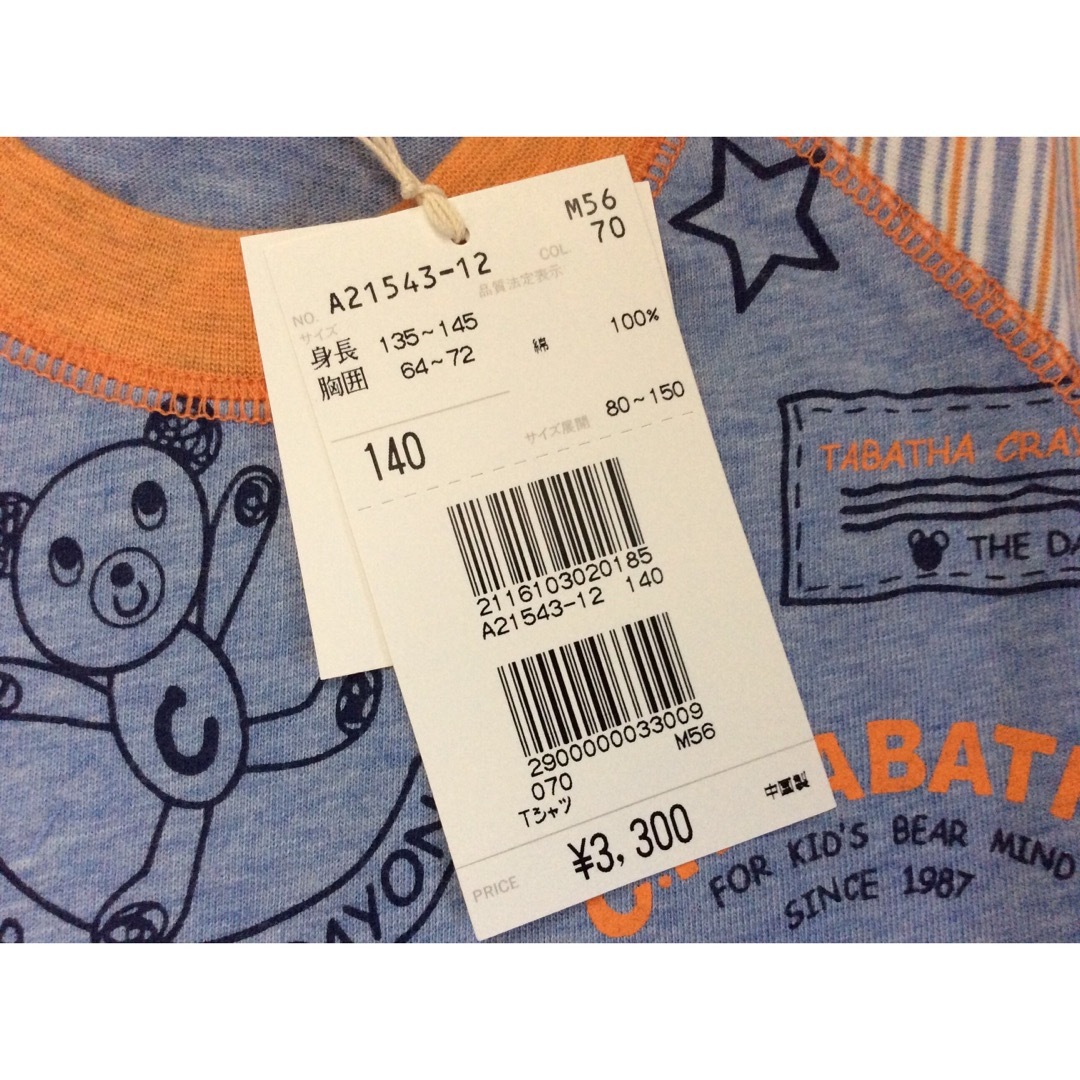 M56
NO. A21543-12 COL 70
サイズ 品質法定表示
身長 135~145 綿 100%
胸囲 64~72
140 サイズ展開 80~150
2116103020185
A21543-12 140
2900000033009
070 M56
Tシャツ
PRICE ¥3,300 中国製
TABATHA CRAY
THE DA
ABATH
FOR KID'S BEAR MIND
SINCE 1987
C